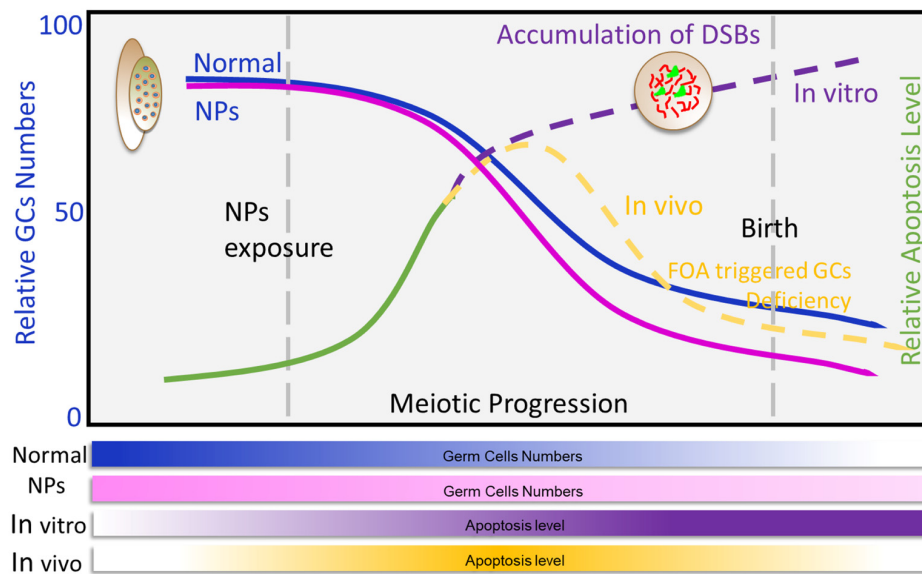 100
Accumulation of DSBs
Normal
NPs
In vitro
Relative GCs Numbers
50
NPs
exposure
In vivo
Birth
FOA triggered GCs
Deficiency
Relative Apoptosis Level
0
Meiotic Progression
Normal
Germ Cells Numbers
NPs
Germ Cells Numbers
In vitro
Apoptosis level
In vivo
Apoptosis level